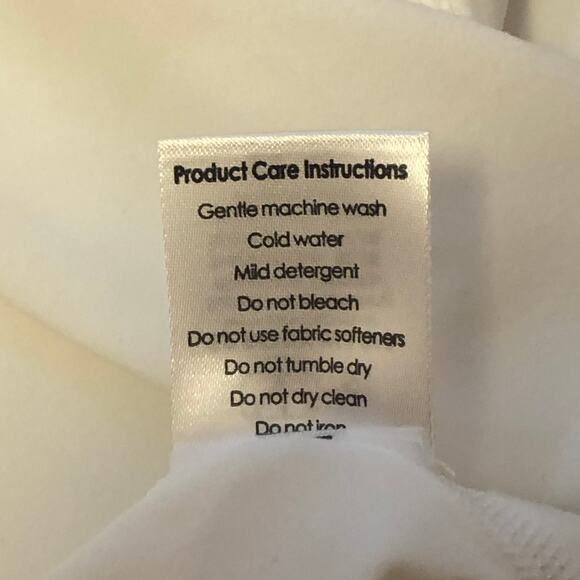 Product Care Instructions
Gentle machine wash
Cold water
Mild detergent
Do not bleach
Do not use fabric softeners
Do not tumble dry
Do not dry clean
Do not iron